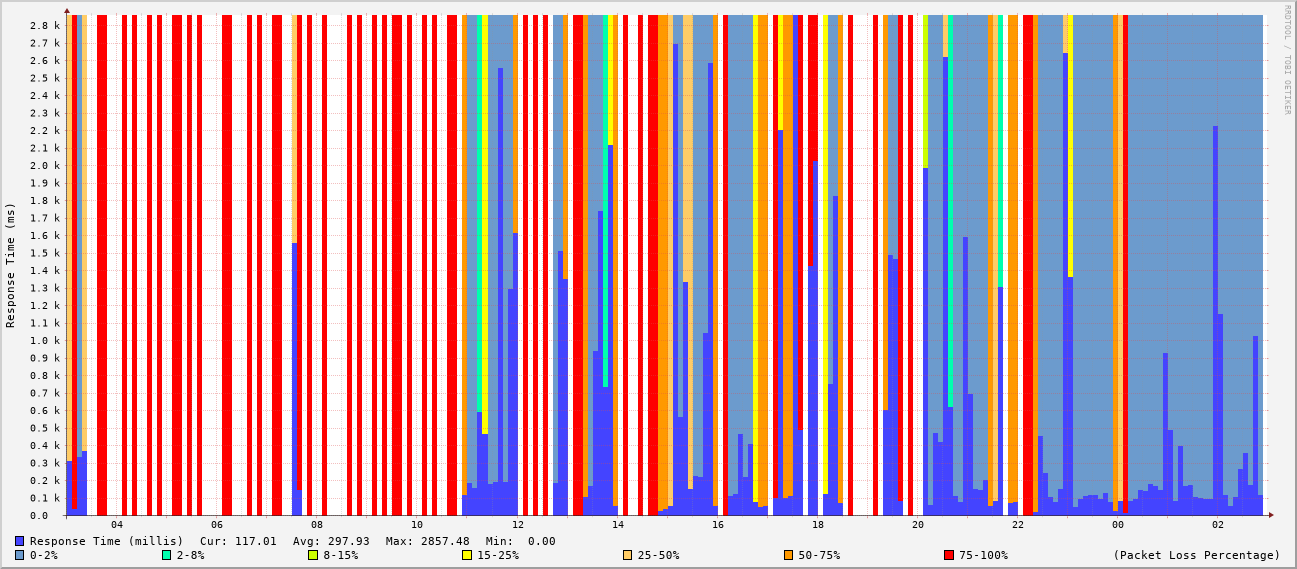 RRDTOOL / TOBI OETIKER
Response Time (ms)
2.8 k
2.7 k
2.6 k
2.5 k
2.4 k
2.3 k
2.2 k
2.1 k
2.0 k
1.9 k
1.8 k
1.7 k
1.6 k
1.5 k
1.4 k
1.3 k
1.2 k
1.1 k
1.0 k
0.9 k
0.8 k
0.7 k
0.6 k
0.5 k
0.4 k
0.3 k
0.2 k
0.1 k
0.0
04 06 08 10 12 14 16 18 20 22 00 02
Response Time (millis) Cur: 117.01 Avg: 297.93 Max: 2857.48 Min: 0.00
0-2% 2-8% 8-15% 15-25% 25-50% 50-75% 75-100% (Packet Loss Percentage)